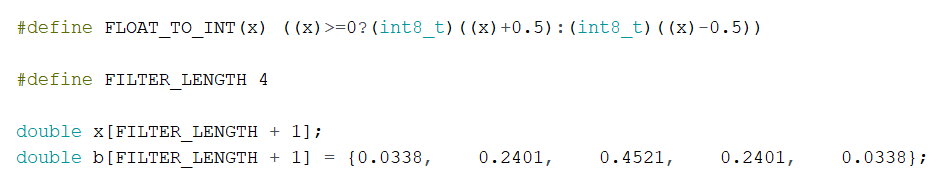 #define FLOAT_TO_INT(x) ((x)>=0?(int8_t)((x)+0.5):(int8_t)((x)-0.5))
#define FILTER_LENGTH 4
double x[FILTER_LENGTH + 1];
double b[FILTER_LENGTH + 1] = {0.0338,    0.2401,    0.4521,    0.2401,    0.0338};